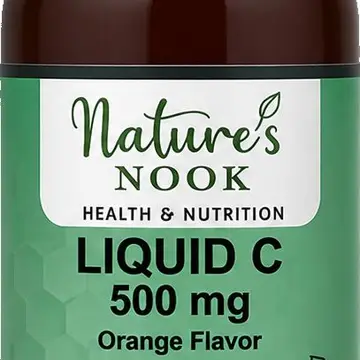 Nature's
NOOK
HEALTH & NUTRITION
LIQUID C
500 mg
Orange Flavor